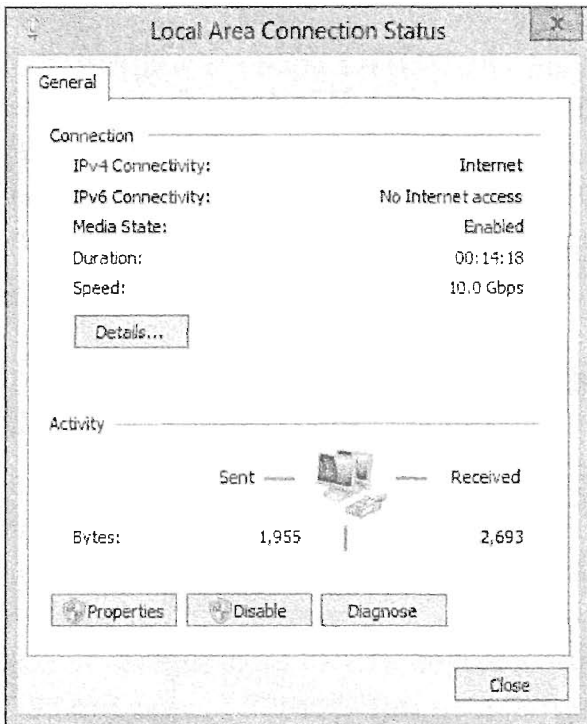 Local Area Connection Status
General
Connection
IPv4 Connectivity: Internet
IPv6 Connectivity: No Internet access
Media State: Enabled
Duration: 00:14:18
Speed: 10.0 Gbps
Details...
Activity
Sent Received
Bytes: 1,955 2,693
Properties Disable Diagnose
Close